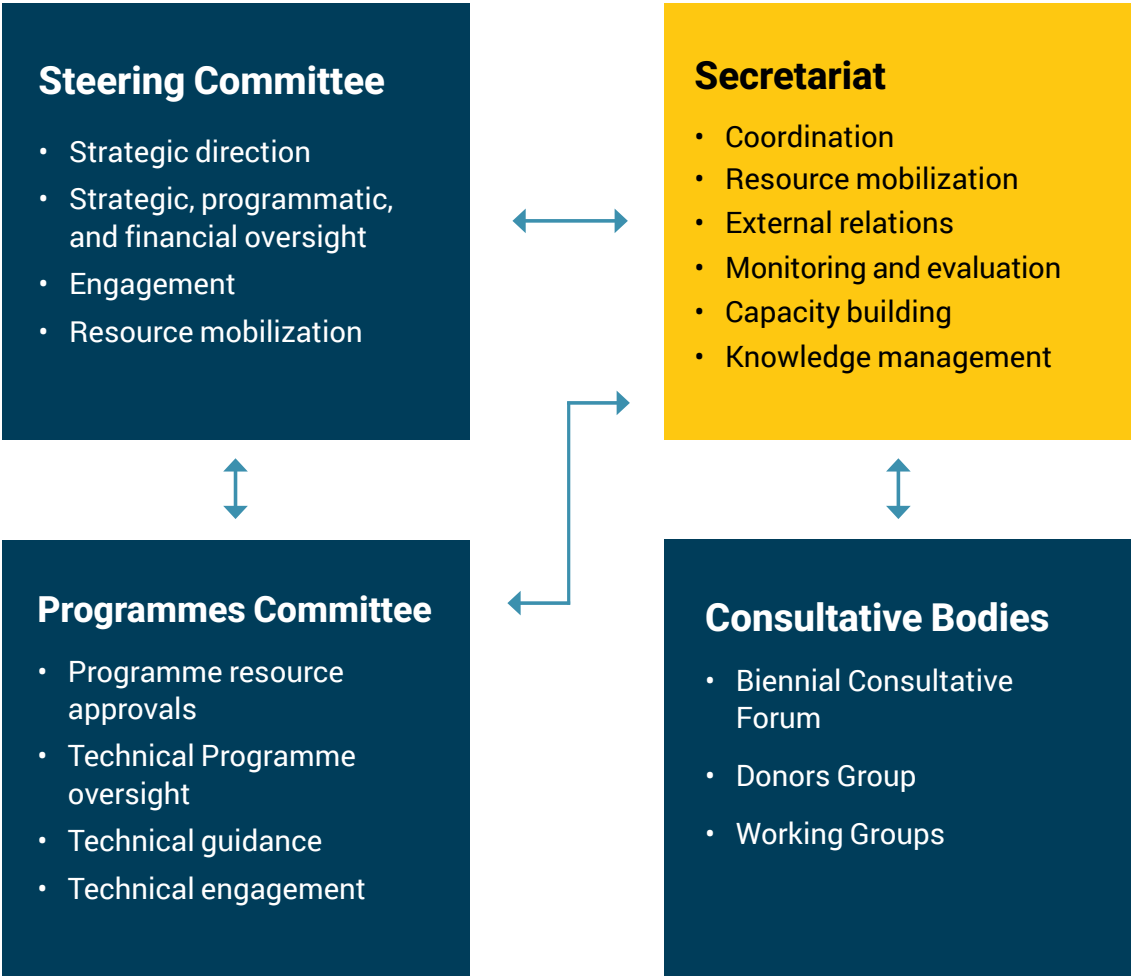 Steering Committee
• Strategic direction
• Strategic, programmatic,
and financial oversight
• Engagement
• Resource mobilization
Secretariat
• Coordination
• Resource mobilization
• External relations
• Monitoring and evaluation
• Capacity building
• Knowledge management
Programmes Committee
• Programme resource
approvals
• Technical Programme
oversight
• Technical guidance
• Technical engagement
Consultative Bodies
• Biennial Consultative
Forum
• Donors Group
• Working Groups